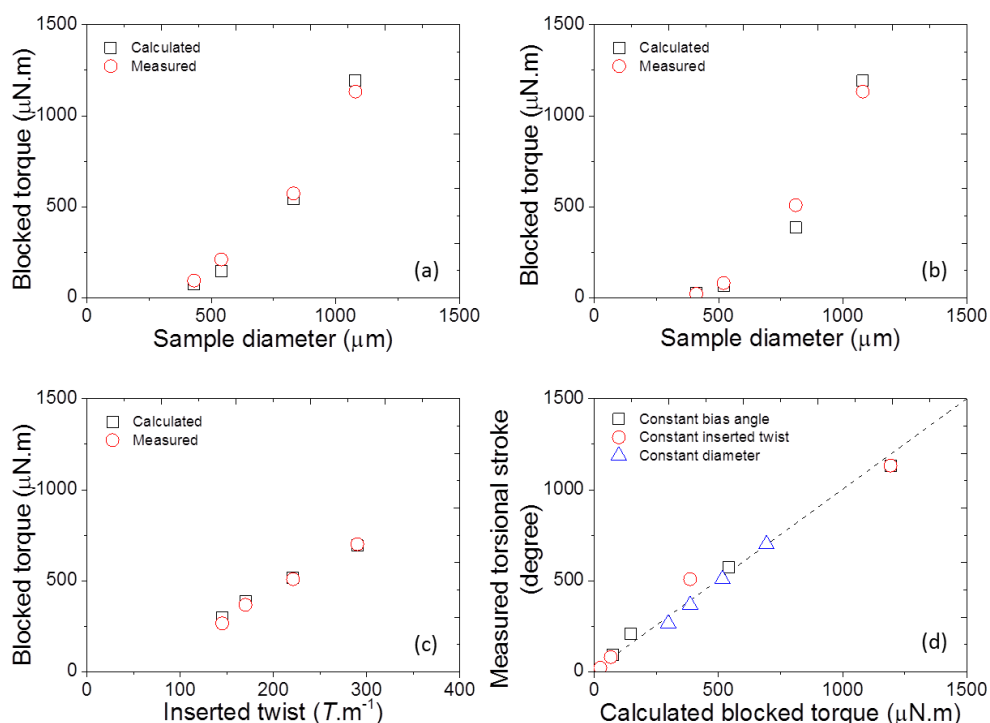 1500
1000
500
0
Blocked torque (μN.m)
Calculated
Measured
(a)
0 500 1000 1500
Sample diameter (μm)
1500
1000
500
0
Blocked torque (μN.m)
Calculated
Measured
(b)
0 500 1000 1500
Sample diameter (μm)
1500
1000
500
0
Blocked torque (μN.m)
Calculated
Measured
(c)
0 100 200 300 400
Inserted twist (T.m⁻¹)
1500
1000
500
0
Measured torsional stroke
(degree)
Constant bias angle
Constant inserted twist
Constant diameter
(d)
0 500 1000 1500
Calculated blocked torque (μN.m)